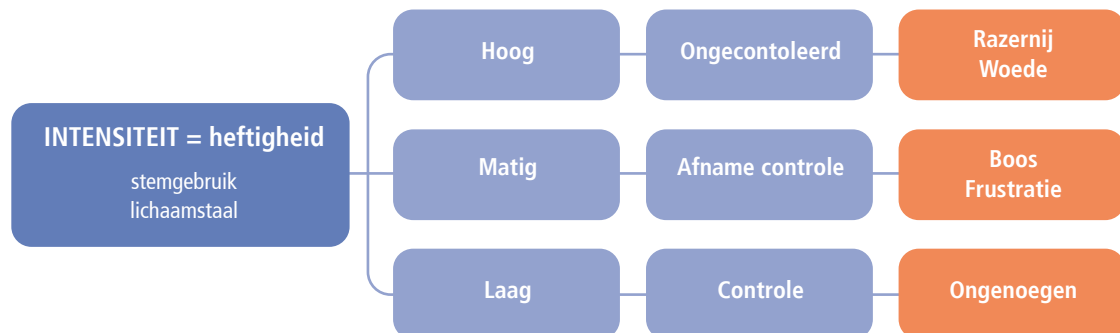 INTENSITEIT = heftigheid
stemgebruik
lichaamstaal
Hoog
Ongecontoleerd
Razernij
Woede
Matig
Afname controle
Boos
Frustratie
Laag
Controle
Ongenoegen